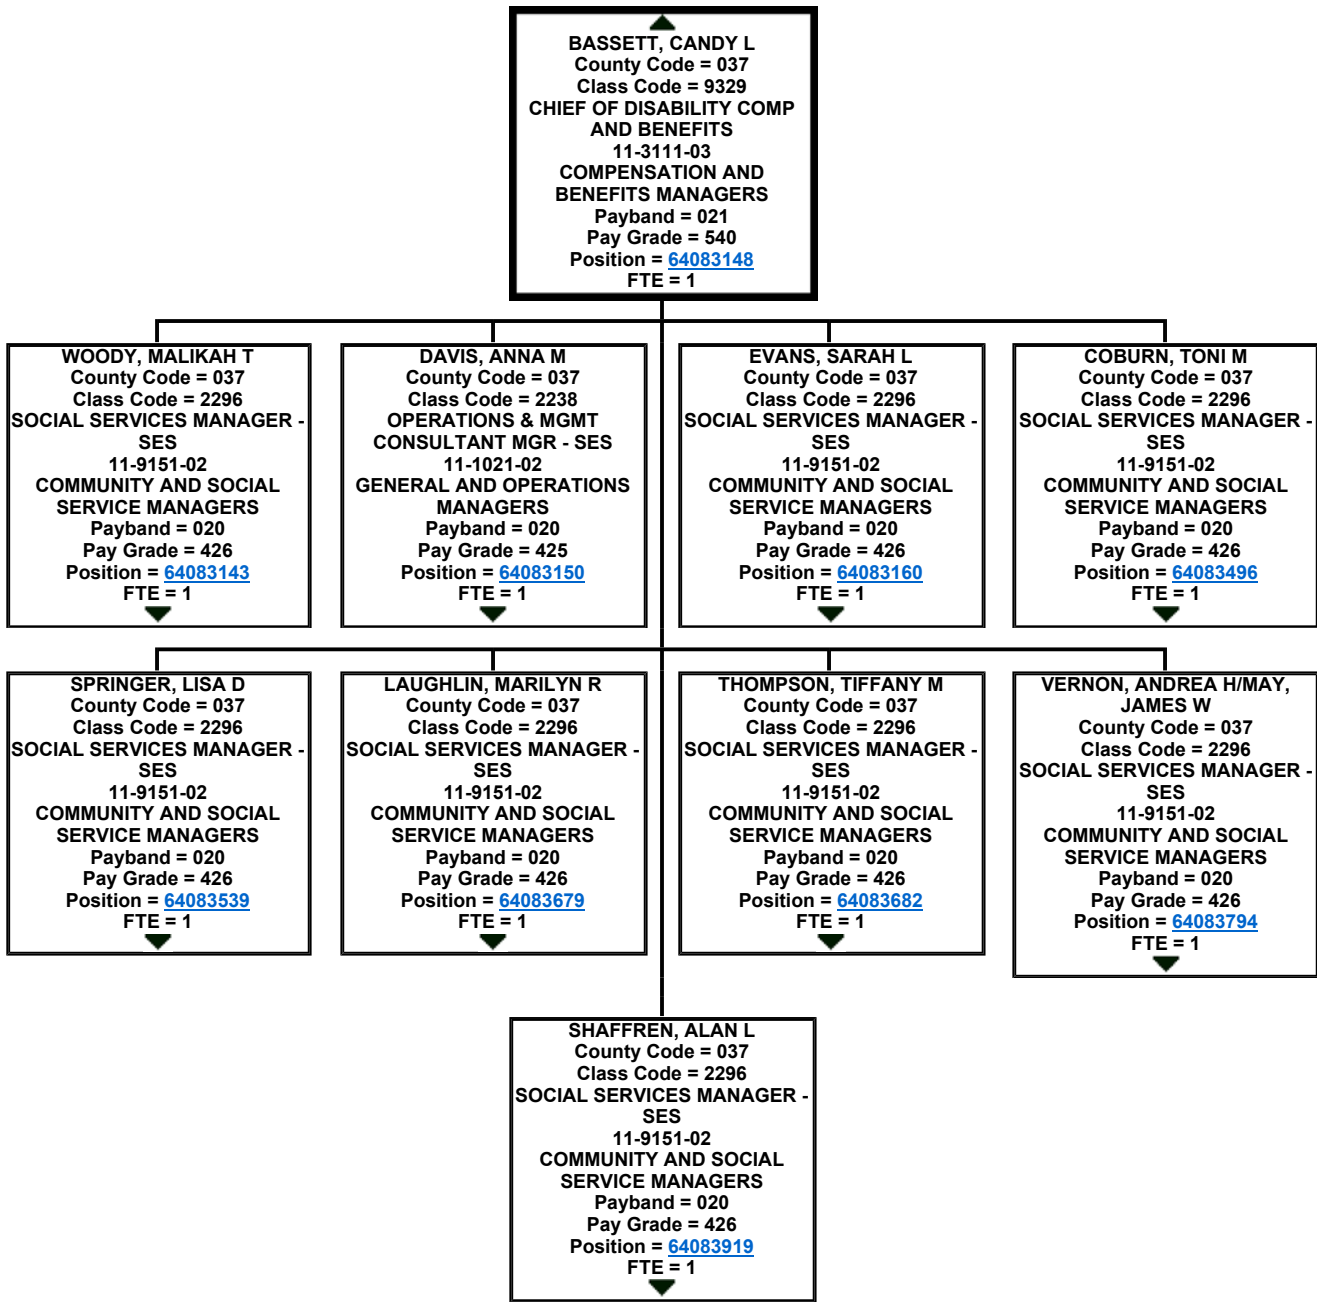 BASSETT, CANDY L
County Code = 037
Class Code = 9329
CHIEF OF DISABILITY COMP
AND BENEFITS
11-3111-03
COMPENSATION AND
BENEFITS MANAGERS
Payband = 021
Pay Grade = 540
Position = 64083148
FTE = 1
WOODY, MALIKAH T
County Code = 037
Class Code = 2296
SOCIAL SERVICES MANAGER -
SES
11-9151-02
COMMUNITY AND SOCIAL
SERVICE MANAGERS
Payband = 020
Pay Grade = 426
Position = 64083143
FTE = 1
DAVIS, ANNA M
County Code = 037
Class Code = 2238
OPERATIONS & MGMT
CONSULTANT MGR - SES
11-1021-02
GENERAL AND OPERATIONS
MANAGERS
Payband = 020
Pay Grade = 425
Position = 64083150
FTE = 1
EVANS, SARAH L
County Code = 037
Class Code = 2296
SOCIAL SERVICES MANAGER -
SES
11-9151-02
COMMUNITY AND SOCIAL
SERVICE MANAGERS
Payband = 020
Pay Grade = 426
Position = 64083160
FTE = 1
COBURN, TONI M
County Code = 037
Class Code = 2296
SOCIAL SERVICES MANAGER -
SES
11-9151-02
COMMUNITY AND SOCIAL
SERVICE MANAGERS
Payband = 020
Pay Grade = 426
Position = 64083496
FTE = 1
SPRINGER, LISA D
County Code = 037
Class Code = 2296
SOCIAL SERVICES MANAGER -
SES
11-9151-02
COMMUNITY AND SOCIAL
SERVICE MANAGERS
Payband = 020
Pay Grade = 426
Position = 64083539
FTE = 1
LAUGHLIN, MARILYN R
County Code = 037
Class Code = 2296
SOCIAL SERVICES MANAGER -
SES
11-9151-02
COMMUNITY AND SOCIAL
SERVICE MANAGERS
Payband = 020
Pay Grade = 426
Position = 64083679
FTE = 1
THOMPSON, TIFFANY M
County Code = 037
Class Code = 2296
SOCIAL SERVICES MANAGER -
SES
11-9151-02
COMMUNITY AND SOCIAL
SERVICE MANAGERS
Payband = 020
Pay Grade = 426
Position = 64083682
FTE = 1
VERNON, ANDREA H/MAY,
JAMES W
County Code = 037
Class Code = 2296
SOCIAL SERVICES MANAGER -
SES
11-9151-02
COMMUNITY AND SOCIAL
SERVICE MANAGERS
Payband = 020
Pay Grade = 426
Position = 64083794
FTE = 1
SHAFFREN, ALAN L
County Code = 037
Class Code = 2296
SOCIAL SERVICES MANAGER -
SES
11-9151-02
COMMUNITY AND SOCIAL
SERVICE MANAGERS
Payband = 020
Pay Grade = 426
Position = 64083919
FTE = 1